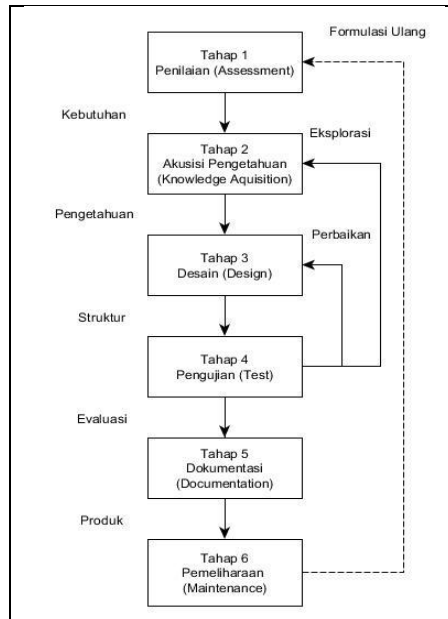 Formulasi Ulang
Tahap 1
Penilaian (Assessment)
Kebutuhan
Eksplorasi
Tahap 2
Akusisi Pengetahuan
(Knowledge Aquisition)
Pengetahuan
Perbaikan
Tahap 3
Desain (Design)
Struktur
Tahap 4
Pengujian (Test)
Evaluasi
Tahap 5
Dokumentasi
(Documentation)
Produk
Tahap 6
Pemeliharaan
(Maintenance)